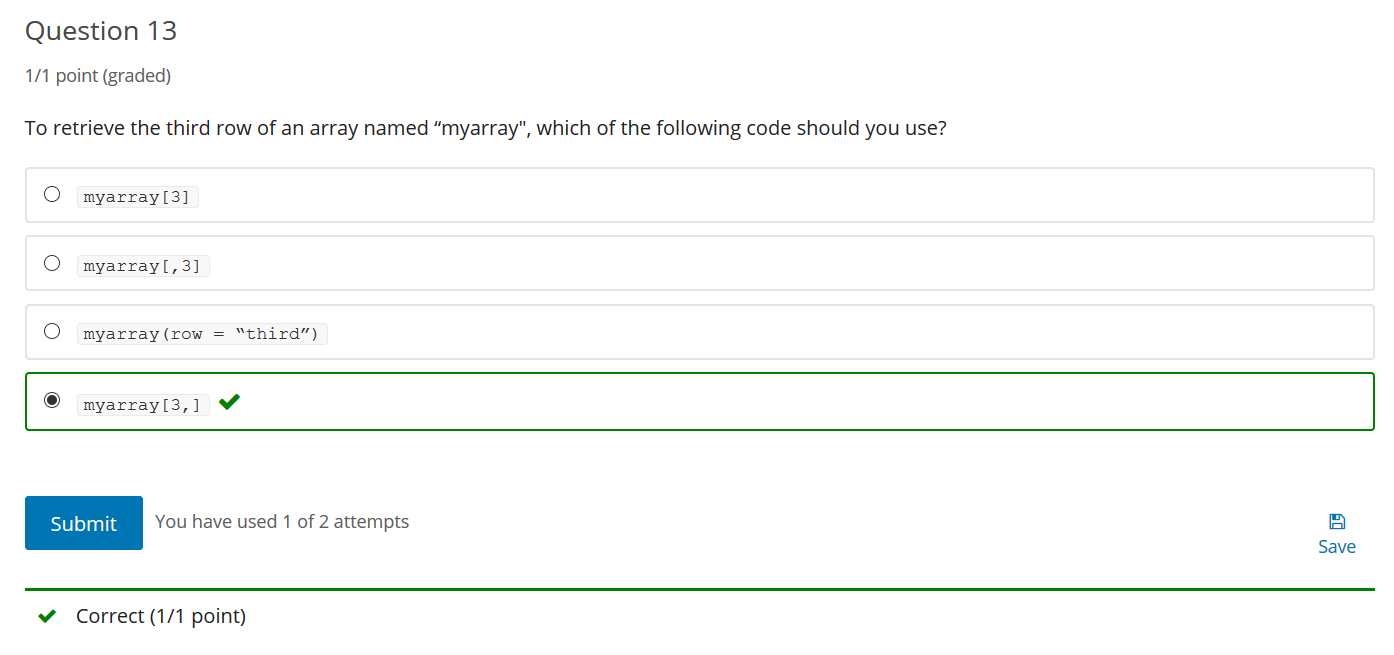 Question 13
1/1 point (graded)
To retrieve the third row of an array named “myarray", which of the following code should you use?
myarray[3]
myarray[,3]
myarray(row = “third”)
myarray[3,]
Submit
You have used 1 of 2 attempts
Save
Correct (1/1 point)